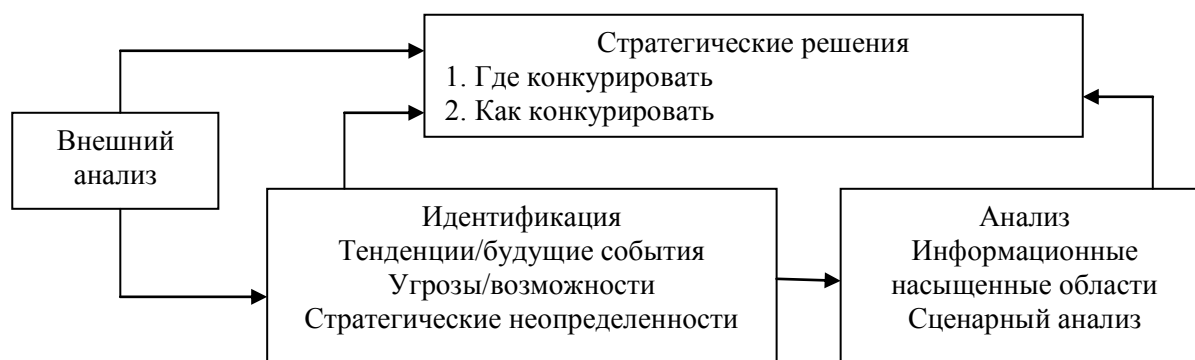 Стратегические решения
1. Где конкурировать
2. Как конкурировать
Внешний
анализ
Идентификация
Тенденции/будущие события
Угрозы/возможности
Стратегические неопределенности
Анализ
Информационные
насыщенные области
Сценарный анализ